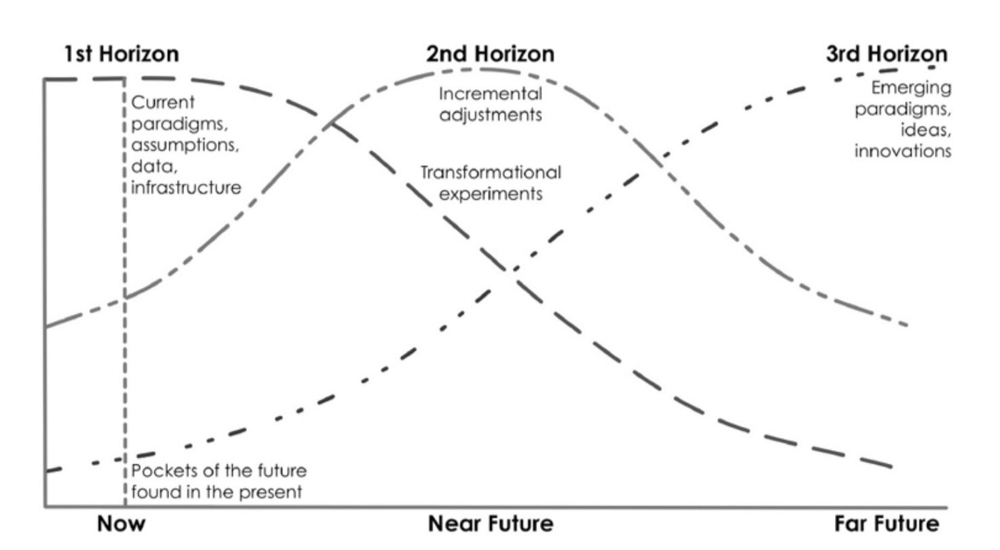 1st Horizon
2nd Horizon
3rd Horizon
Current
paradigms,
assumptions,
data,
infrastructure
Incremental
adjustments
Transformational
experiments
Emerging
paradigms,
ideas,
innovations
Pockets of the future
found in the present
Now
Near Future
Far Future